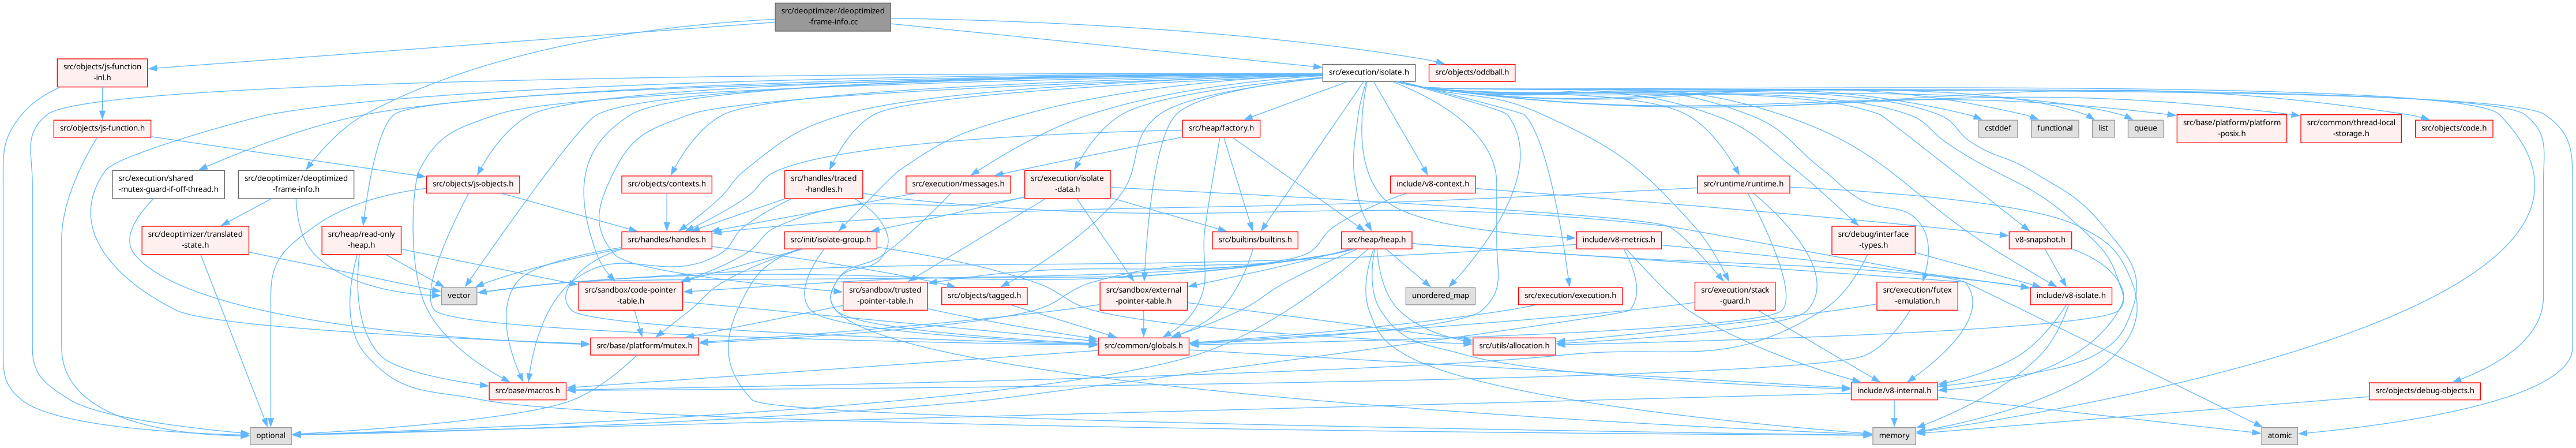 src/deoptimizer/deoptimized
-frame-info.cc
src/objects/js-function
-inl.h
src/execution/isolate.h
src/objects/oddball.h
src/objects/js-function.h
src/heap/factory.h
cstddef
functional
list
queue
src/base/platform/platform
-posix.h
src/common/thread-local
-storage.h
src/objects/code.h
src/execution/shared
-mutex-guard-if-off-thread.h
src/deoptimizer/deoptimized
-frame-info.h
src/objects/js-objects.h
src/objects/contexts.h
src/handles/traced
-handles.h
src/execution/messages.h
src/execution/isolate
-data.h
include/v8-context.h
src/runtime/runtime.h
src/deoptimizer/translated
-state.h
src/heap/read-only
-heap.h
src/handles/handles.h
src/init/isolate-group.h
src/builtins/builtins.h
src/heap/heap.h
include/v8-metrics.h
src/debug/interface
-types.h
v8-snapshot.h
vector
src/sandbox/code-pointer
-table.h
src/sandbox/trusted
-pointer-table.h
src/objects/tagged.h
src/sandbox/external
-pointer-table.h
unordered_map
src/execution/execution.h
src/execution/stack
-guard.h
src/execution/futex
-emulation.h
include/v8-isolate.h
src/base/platform/mutex.h
src/common/globals.h
src/utils/allocation.h
src/base/macros.h
include/v8-internal.h
src/objects/debug-objects.h
optional
memory
atomic